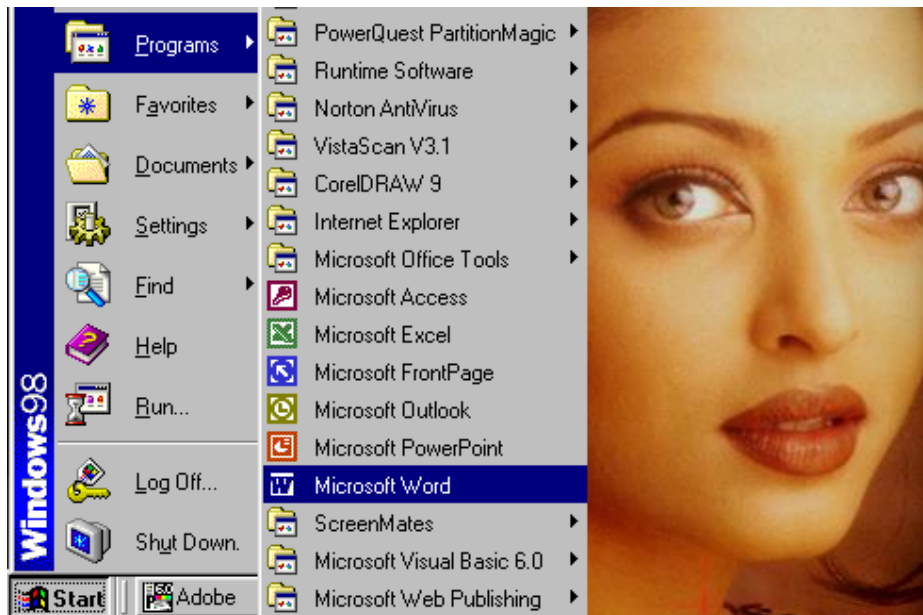 Programs
Favorites
Documents
Settings
Find
Help
Run...
Log Off...
Shut Down.
Windows98
Start
Adobe
PowerQuest PartitionMagic
Runtime Software
Norton AntiVirus
VistaScan V3.1
CorelDRAW 9
Internet Explorer
Microsoft Office Tools
Microsoft Access
Microsoft Excel
Microsoft FrontPage
Microsoft Outlook
Microsoft PowerPoint
Microsoft Word
ScreenMates
Microsoft Visual Basic 6.0
Microsoft Web Publishing